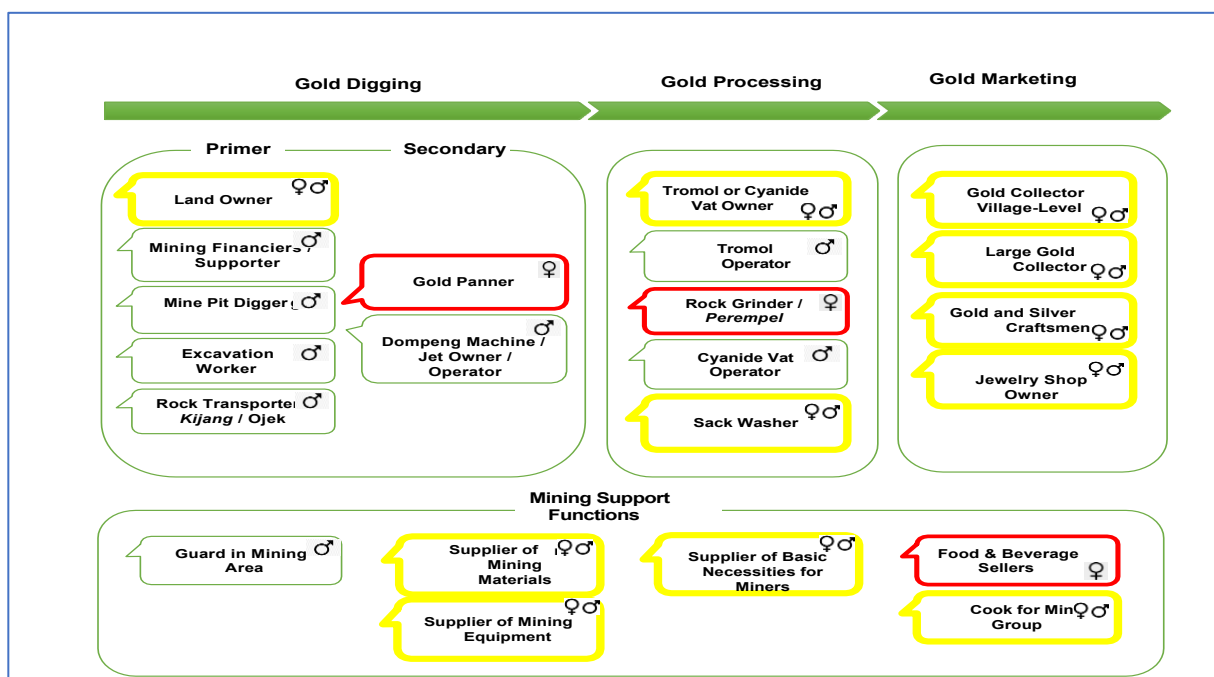 Gold Digging
Gold Processing
Gold Marketing
Primer
Secondary
Land Owner
Mining Financiers /
Supporter
Mine Pit Digger
Excavation
Worker
Rock Transporter
Kijang / Ojek
Gold Panner
Dompeng Machine /
Jet Owner /
Operator
Tromol or Cyanide
Vat Owner
Tromol
Operator
Rock Grinder /
Perempel
Cyanide Vat
Operator
Sack Washer
Gold Collector
Village-Level
Large Gold
Collector
Gold and Silver
Craftsmen
Jewelry Shop
Owner
Mining Support
Functions
Guard in Mining
Area
Supplier of
Mining
Materials
Supplier of Mining
Equipment
Supplier of Basic
Necessities for
Miners
Food & Beverage
Sellers
Cook for Min
Group